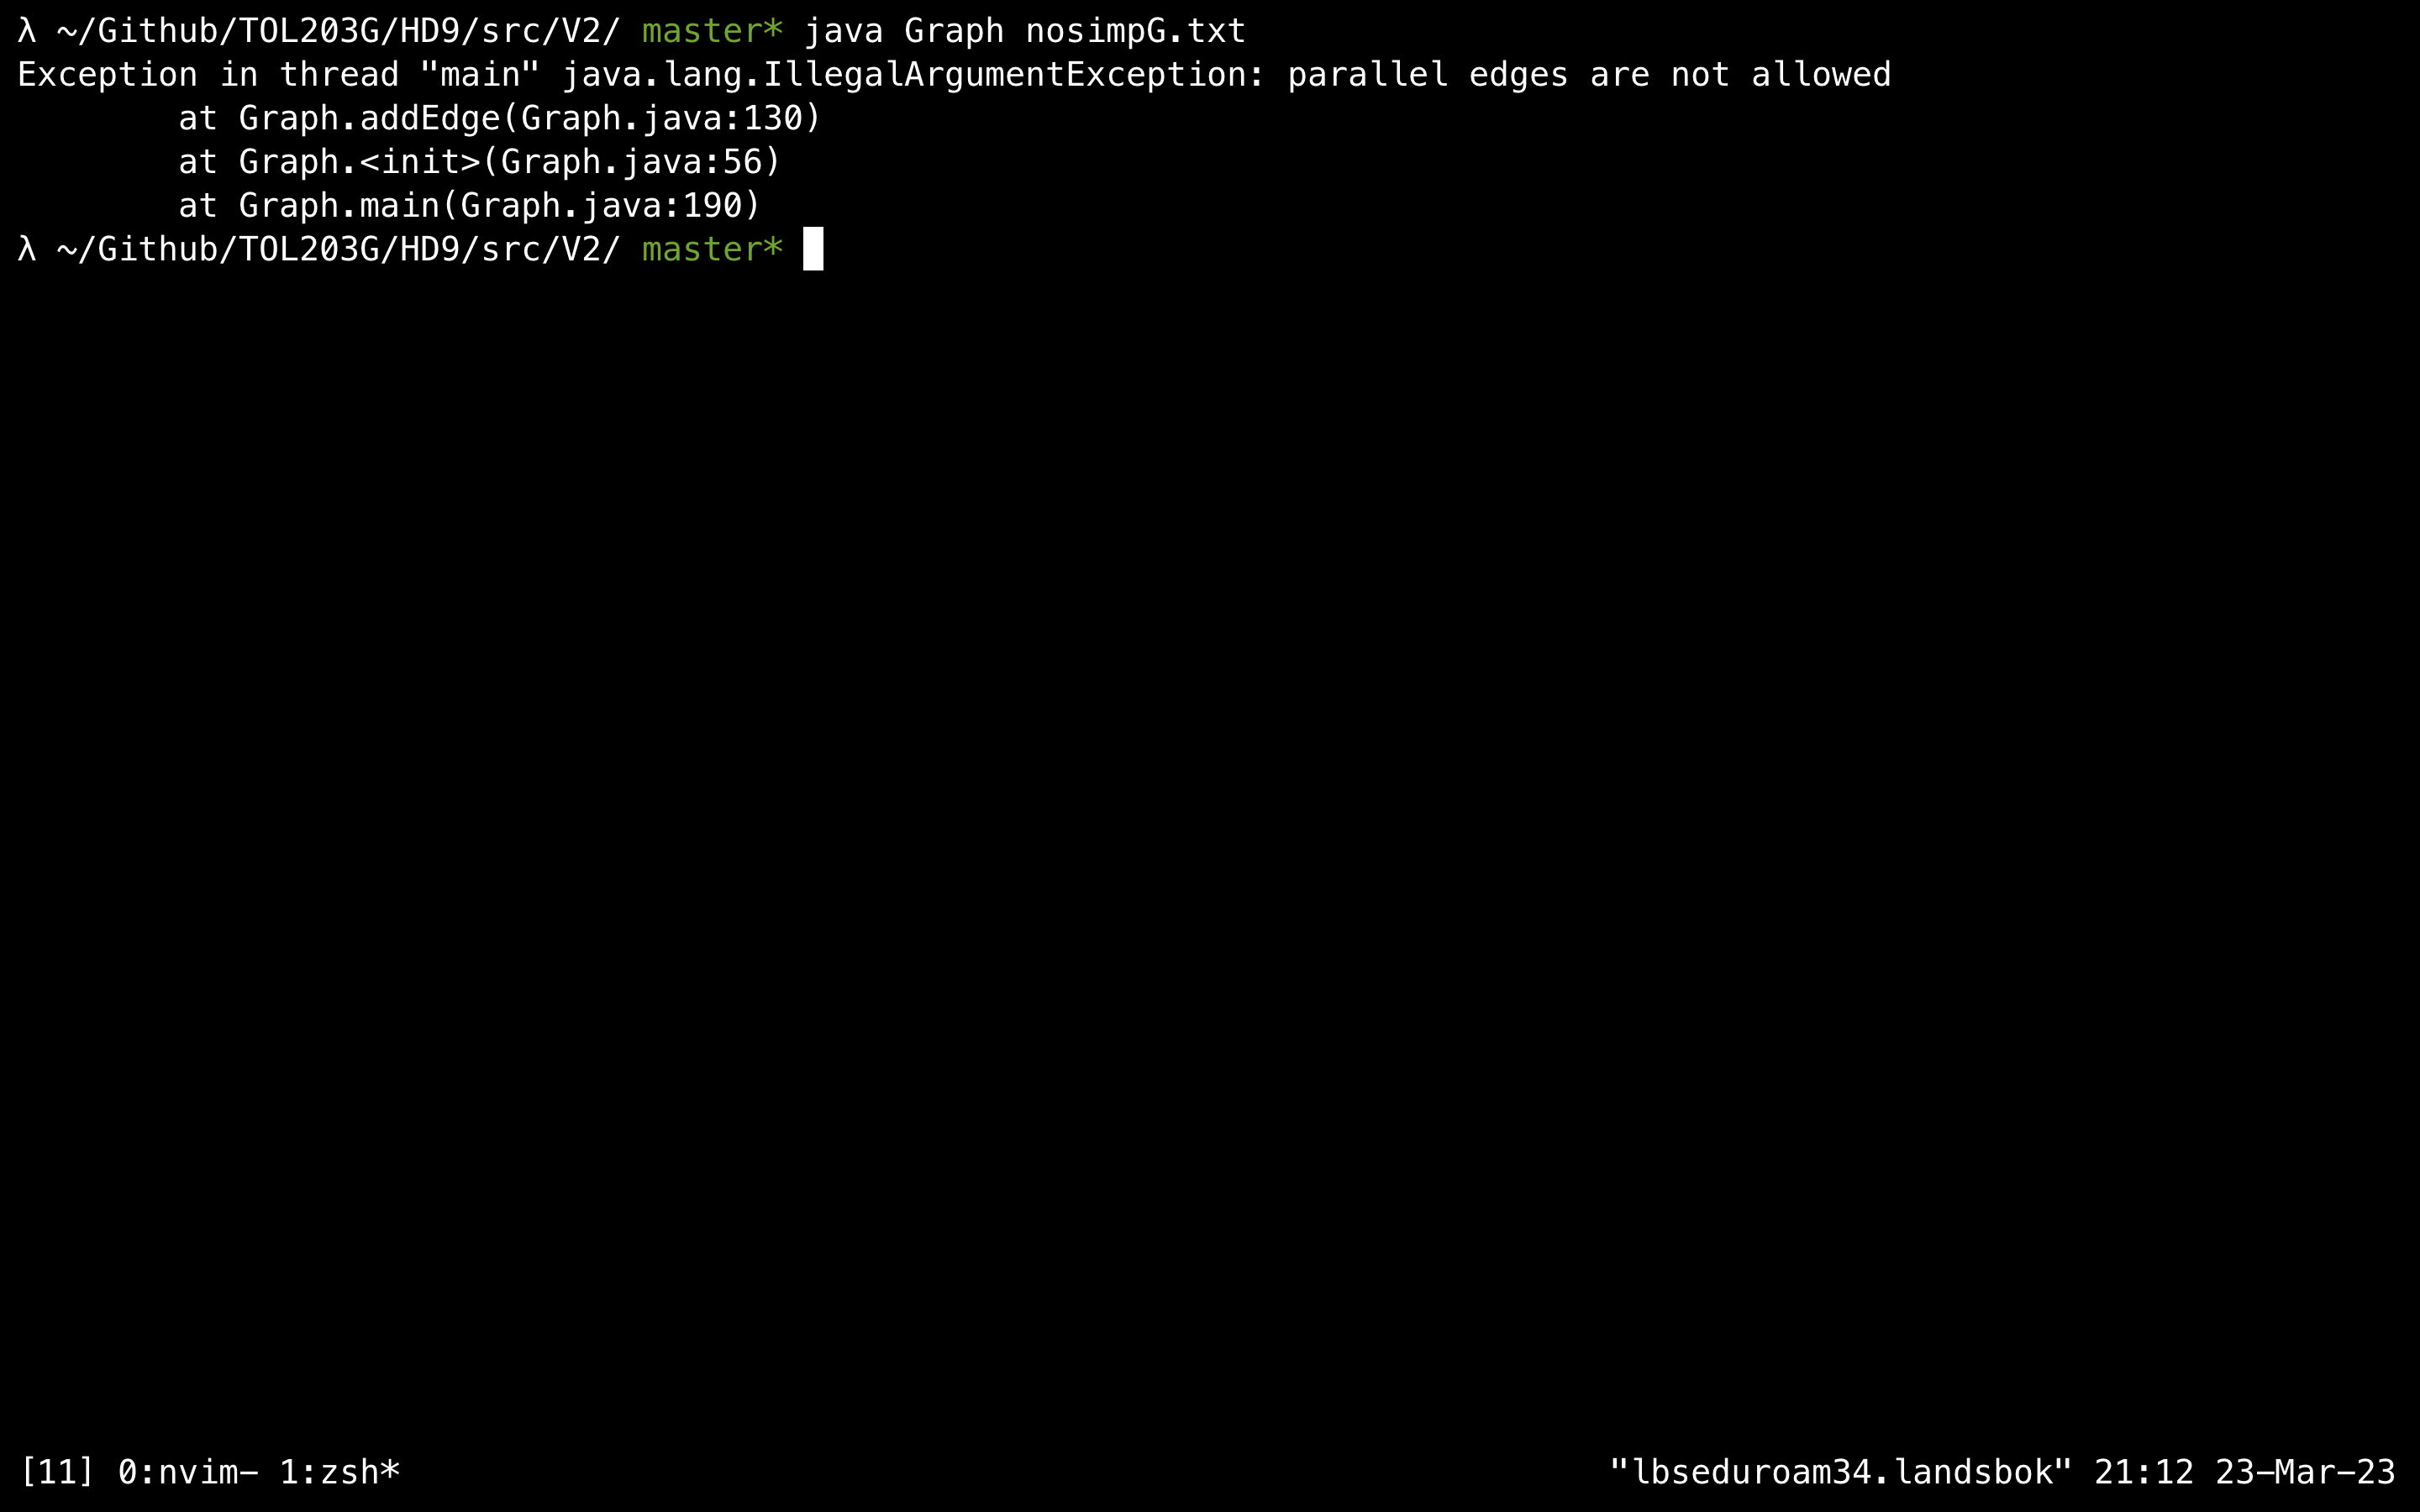 λ ~/Github/TOL203G/HD9/src/V2/ master* java Graph nosimpG.txt
Exception in thread "main" java.lang.IllegalArgumentException: parallel edges are not allowed
        at Graph.addEdge(Graph.java:130)
        at Graph.<init>(Graph.java:56)
        at Graph.main(Graph.java:190)
λ ~/Github/TOL203G/HD9/src/V2/ master*
[11] 0:nvim- 1:zsh* "lbseduroam34.landsbok" 21:12 23-Mar-23